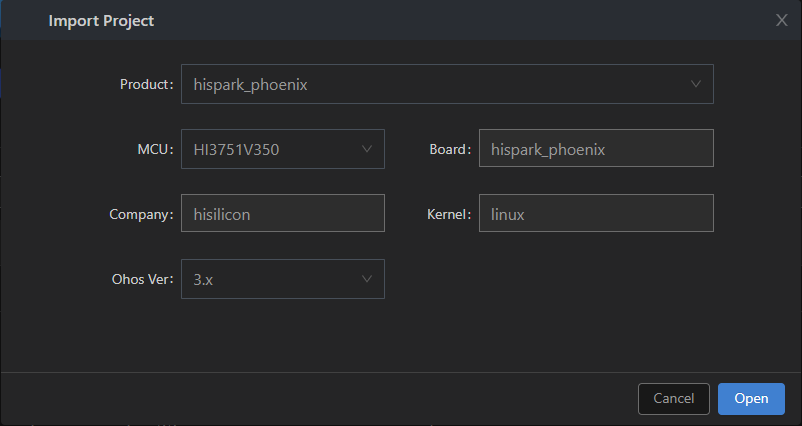 Import Project X
Product: hispark_phoenix
MCU: HI3751V350 Board: hispark_phoenix
Company: hisilicon Kernel: linux
Ohos Ver: 3.x
Cancel Open